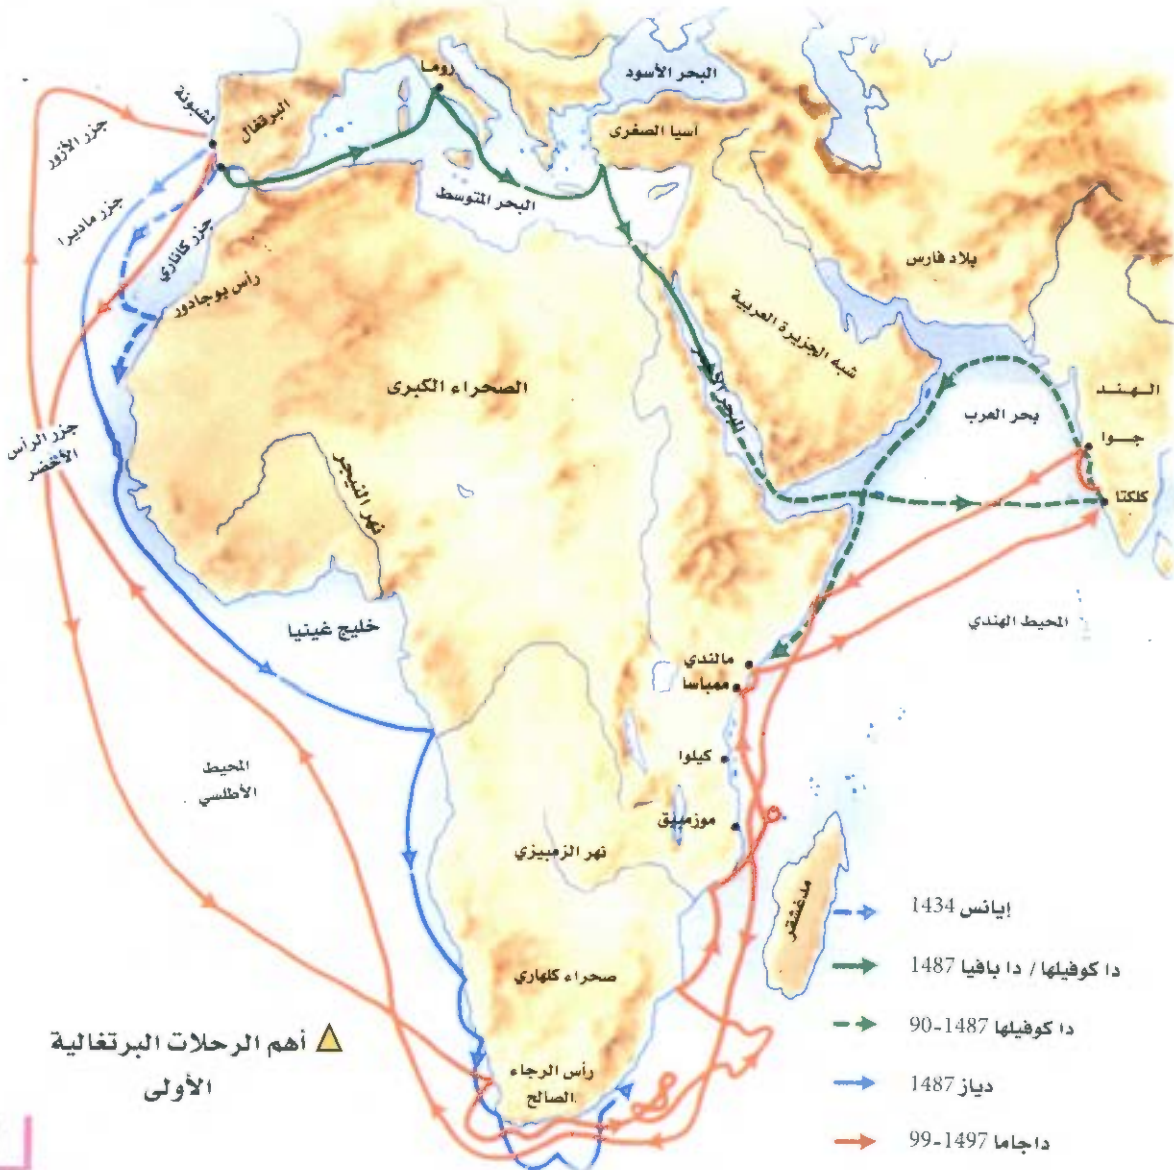 روما
البحر الأسود
لشبونة
البرتغال
آسيا الصغرى
جزر الأزور
البحر المتوسط
جزر ماديرا
جزر كاناري
رأس بوجادور
بلاد فارس
شبه الجزيرة العربية
البحر الأحمر
الصحراء الكبرى
الهند
بحر العرب
جوا
كلكتا
جزر الرأس
الأخضر
نهر النيجر
خليج غينيا
المحيط الهندي
مالندي
ممباسا
كيلوا
المحيط
الأطلسي
موزمبيق
نهر الزمبيزي
مدغشقر
صحراء كلهاري
رأس الرجاء
الصالح
إيانس 1434
دا كوفيلها / دا بافيا 1487
دا كوفيلها 1487-90
دياز 1487
داجاما 1497-99
أهم الرحلات البرتغالية
الأولى